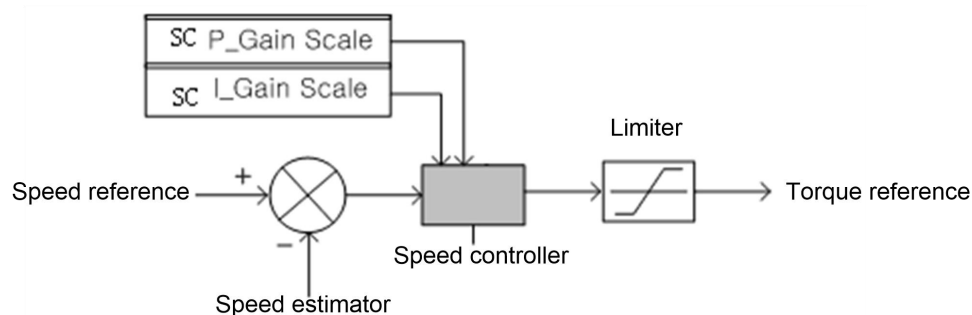 SC P_Gain Scale
SC I_Gain Scale
Limiter
Speed reference
+
Torque reference
−
Speed controller
Speed estimator